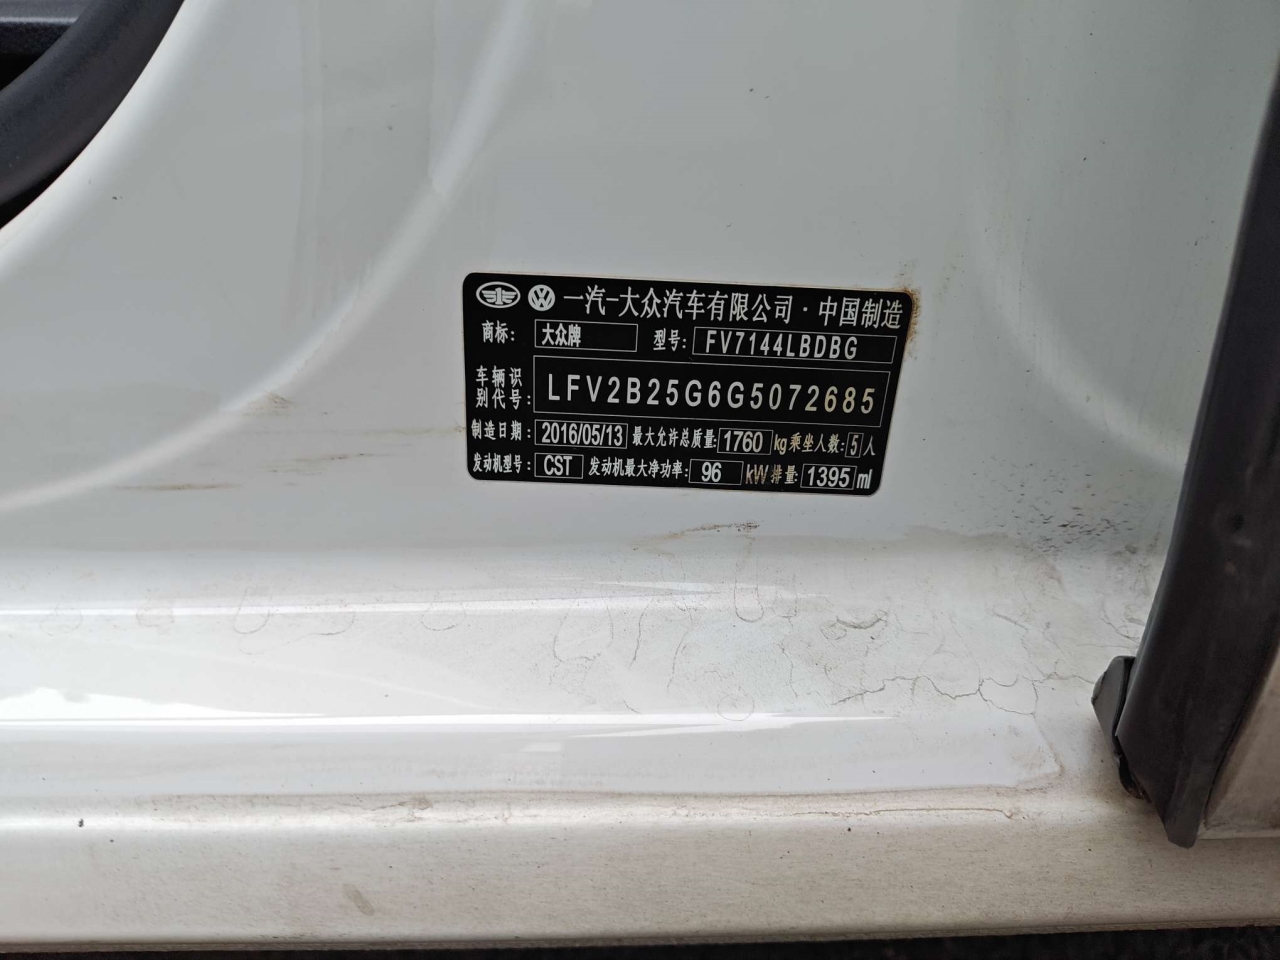 一汽-大众汽车有限公司·中国制造
商标: 大众牌 型号: FV7144LBDBG
车辆识别代号: LFV2B25G6G5072685
制造日期: 2016/05/13 最大允许总质量: 1760 kg 乘坐人数: 5 人
发动机型号: CST 发动机最大净功率: 96 kW 排量: 1395 ml